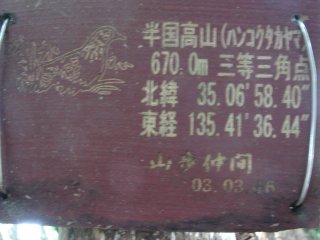 半国高山(ハンコクタカヤマ)
670.0m 三等三角点
北緯 35.06'58.40"
東経 135.41'36.44"
山歩仲间
03.03.16